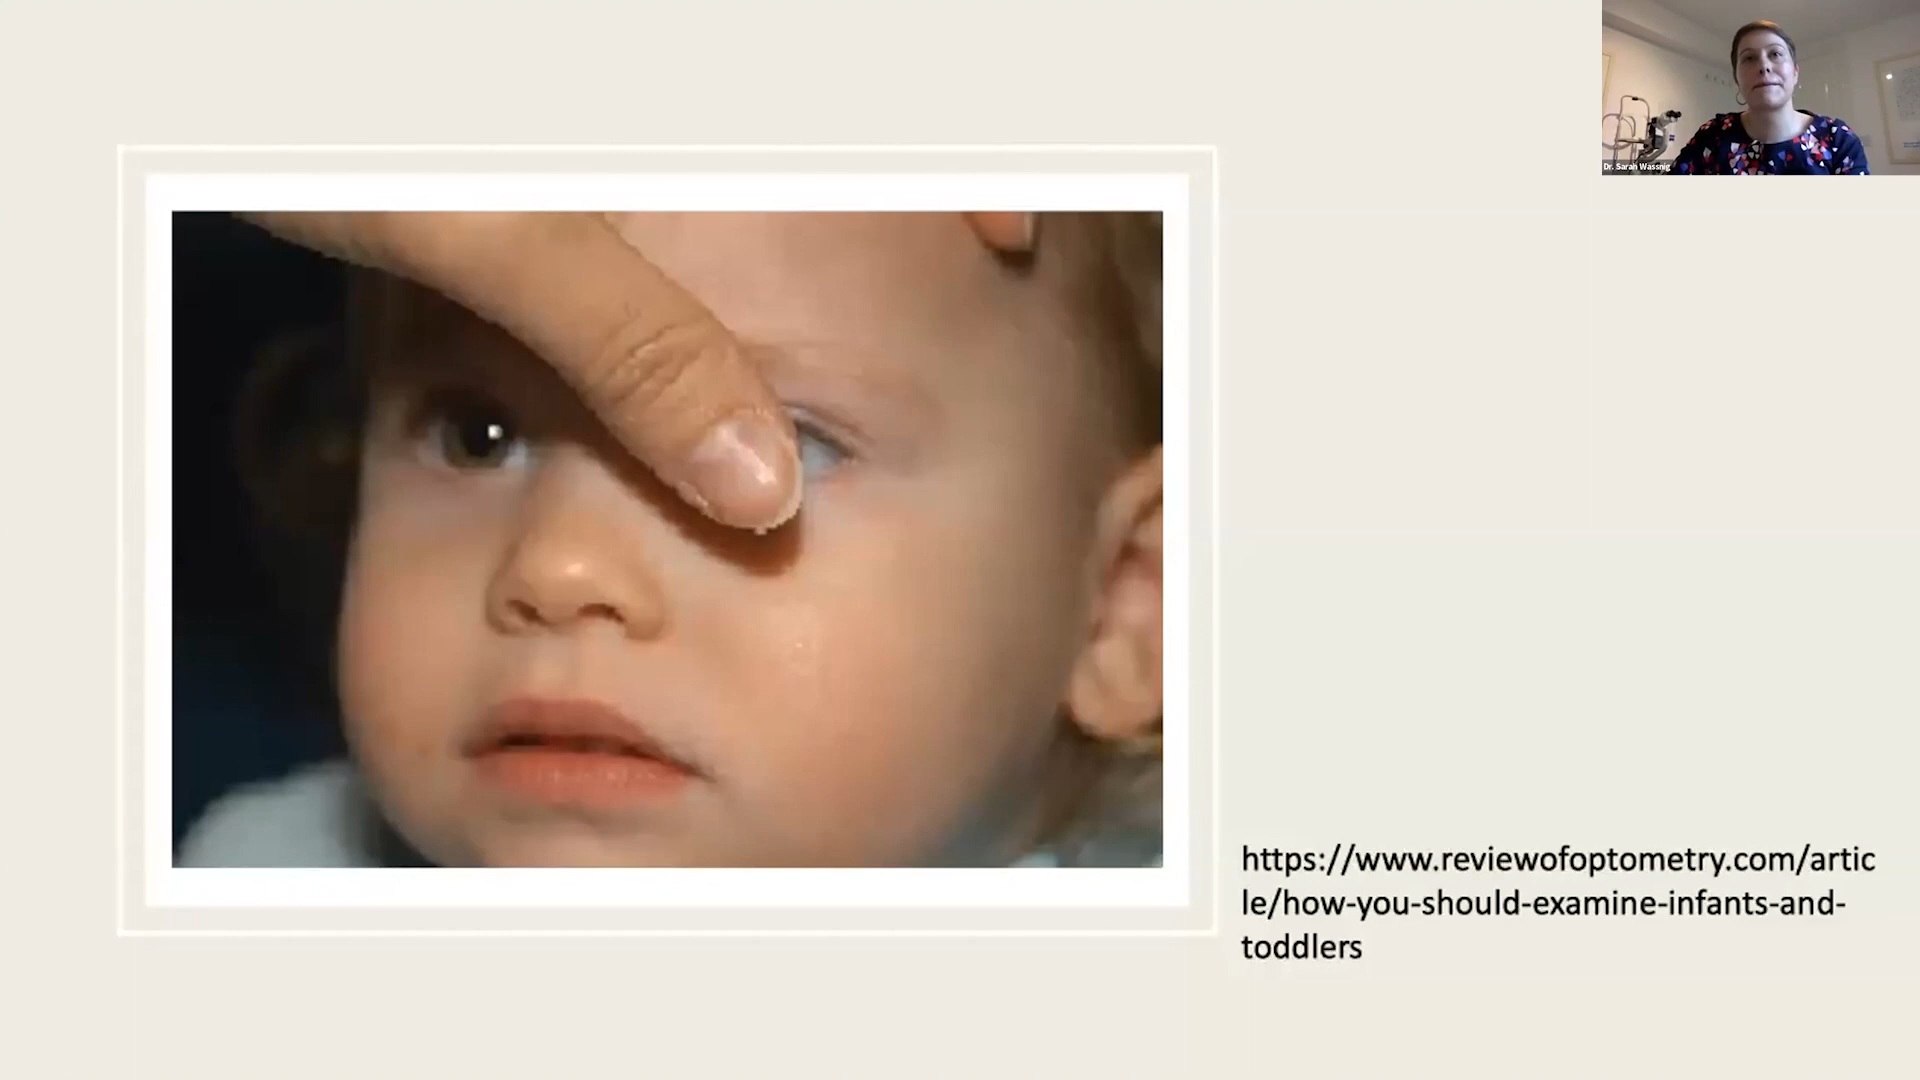 Dr. Sarah Wassnig
https://www.reviewofoptometry.com/artic
le/how-you-should-examine-infants-and-
toddlers